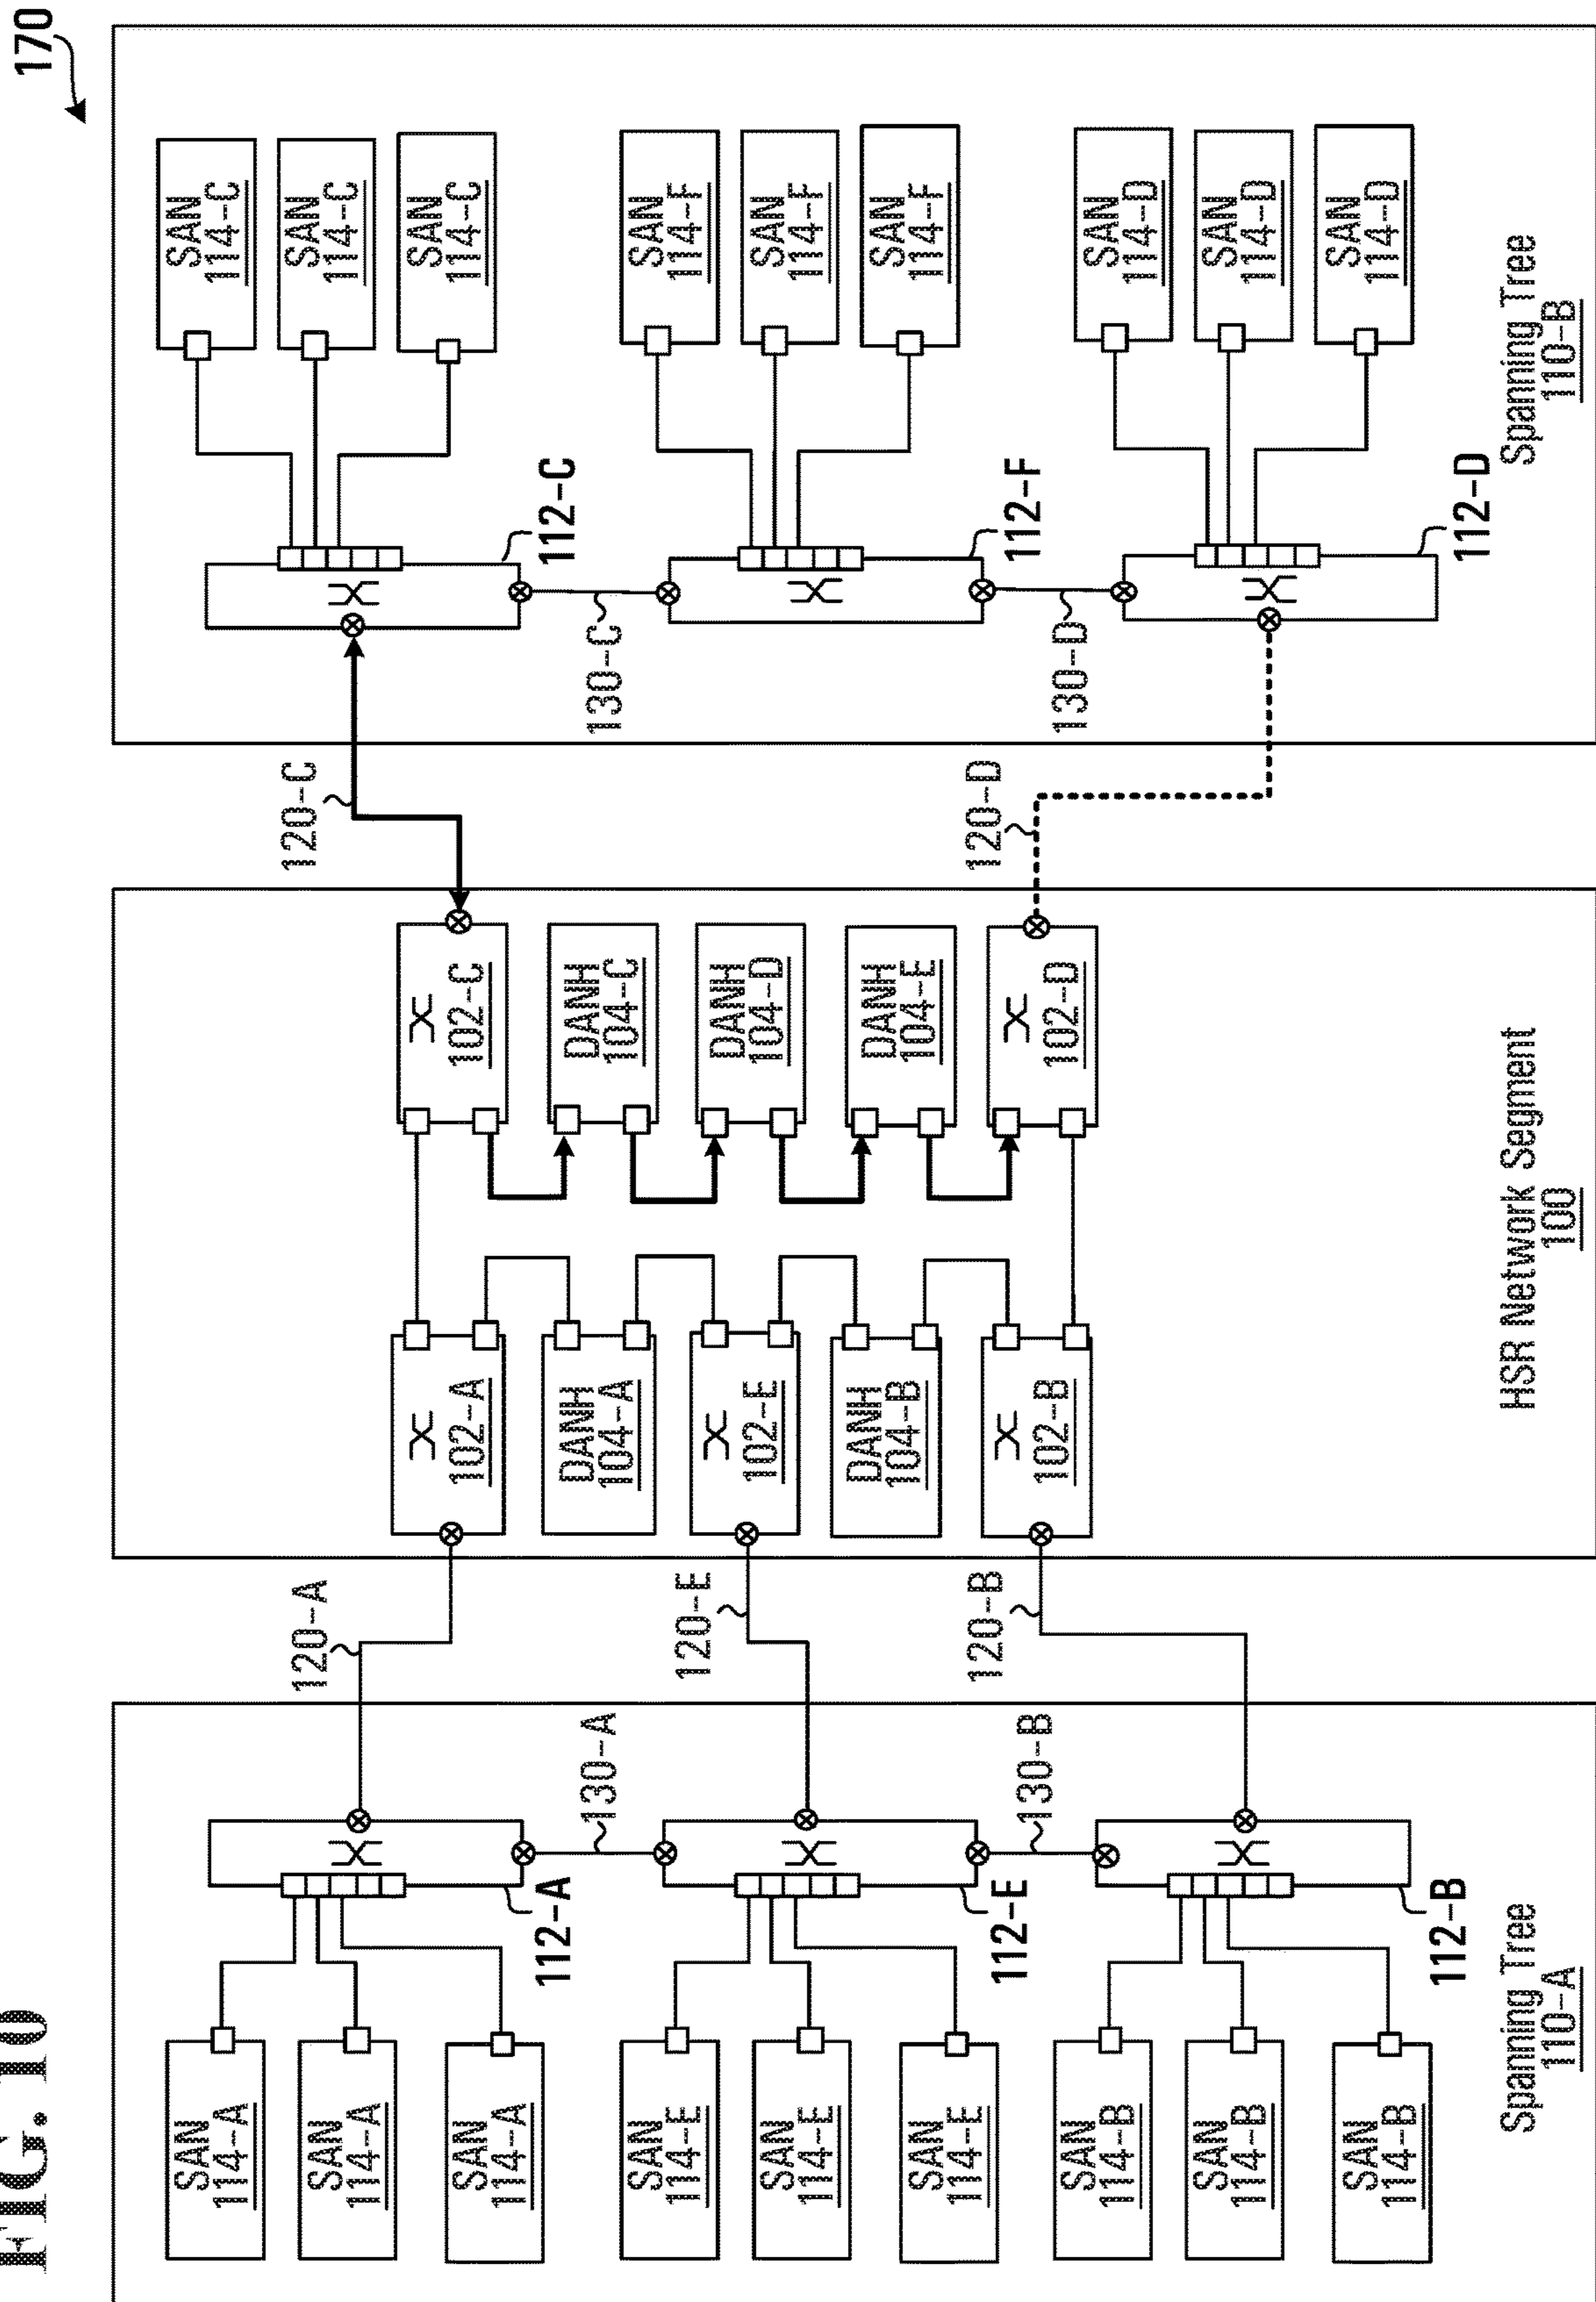 FIG. 10
170
SAN
114-A
SAN
114-A
SAN
114-A
112-A
130-A
SAN
114-E
SAN
114-E
SAN
114-E
112-E
130-B
SAN
114-B
SAN
114-B
SAN
114-B
112-B
Spanning Tree
110-A
120-A
120-E
120-B
102-A
DANH
104-A
102-E
DANH
104-B
102-B
102-C
DANH
104-C
DANH
104-D
DANH
104-E
102-D
HSR Network Segment
100
120-C
120-D
112-C
130-C
112-F
130-D
112-D
SAN
114-C
SAN
114-C
SAN
114-C
SAN
114-F
SAN
114-F
SAN
114-F
SAN
114-D
SAN
114-D
SAN
114-D
Spanning Tree
110-B